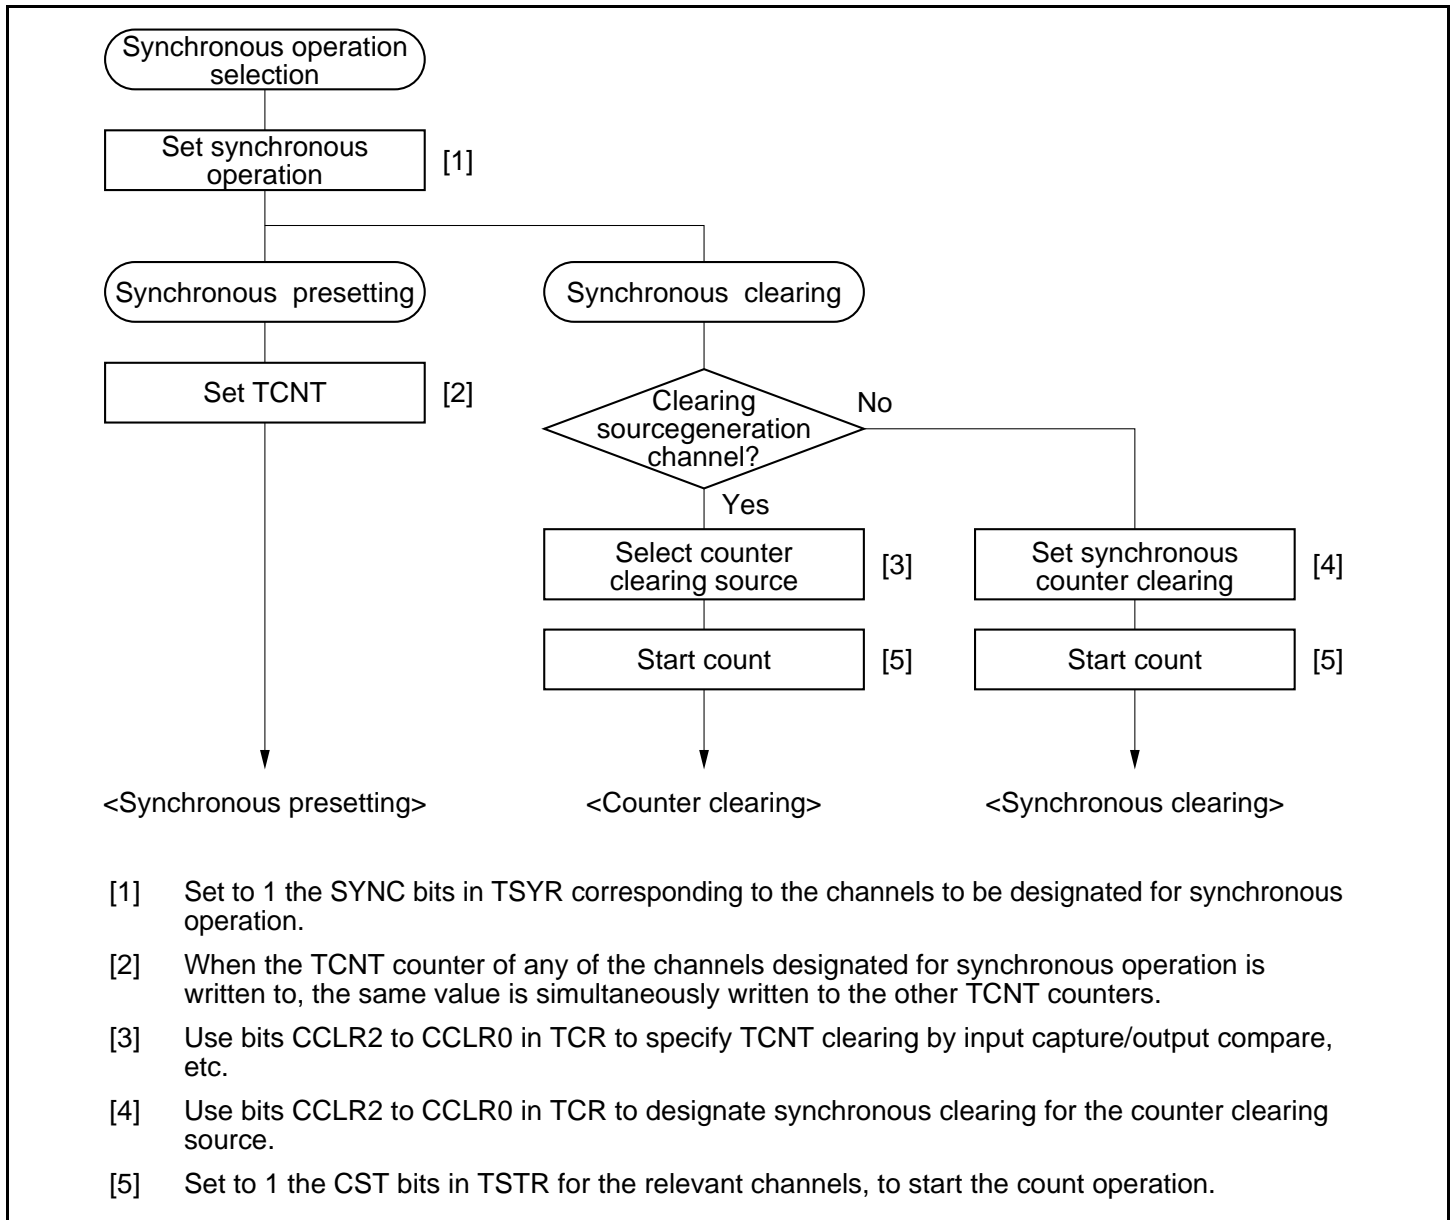 Synchronous operation
selection
Set synchronous
operation
[1]
Synchronous presetting
Synchronous clearing
Set TCNT
[2]
Clearing
sourcegeneration
channel?
No
Yes
Select counter
clearing source
[3]
Set synchronous
counter clearing
[4]
Start count
[5]
Start count
[5]
<Synchronous presetting>
<Counter clearing>
<Synchronous clearing>
[1] Set to 1 the SYNC bits in TSYR corresponding to the channels to be designated for synchronous
operation.
[2] When the TCNT counter of any of the channels designated for synchronous operation is
written to, the same value is simultaneously written to the other TCNT counters.
[3] Use bits CCLR2 to CCLR0 in TCR to specify TCNT clearing by input capture/output compare,
etc.
[4] Use bits CCLR2 to CCLR0 in TCR to designate synchronous clearing for the counter clearing
source.
[5] Set to 1 the CST bits in TSTR for the relevant channels, to start the count operation.